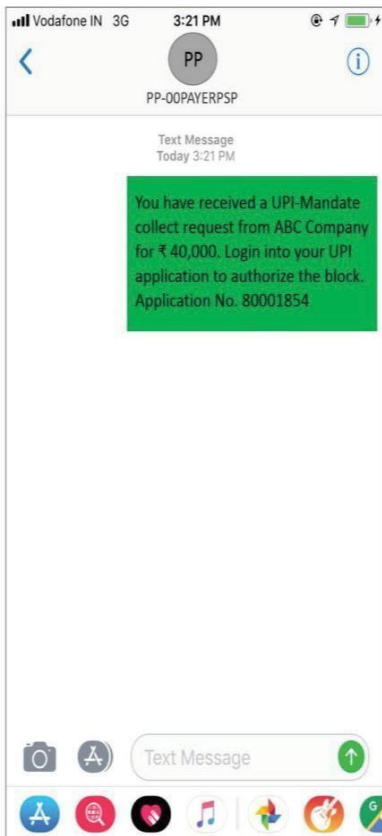 Vodafone IN 3G 3:21 PM
PP
PP-00PAYERPSP
Text Message
Today 3:21 PM
You have received a UPI-Mandate
collect request from ABC Company
for ₹ 40,000. Login into your UPI
application to authorize the block.
Application No. 80001854
Text Message